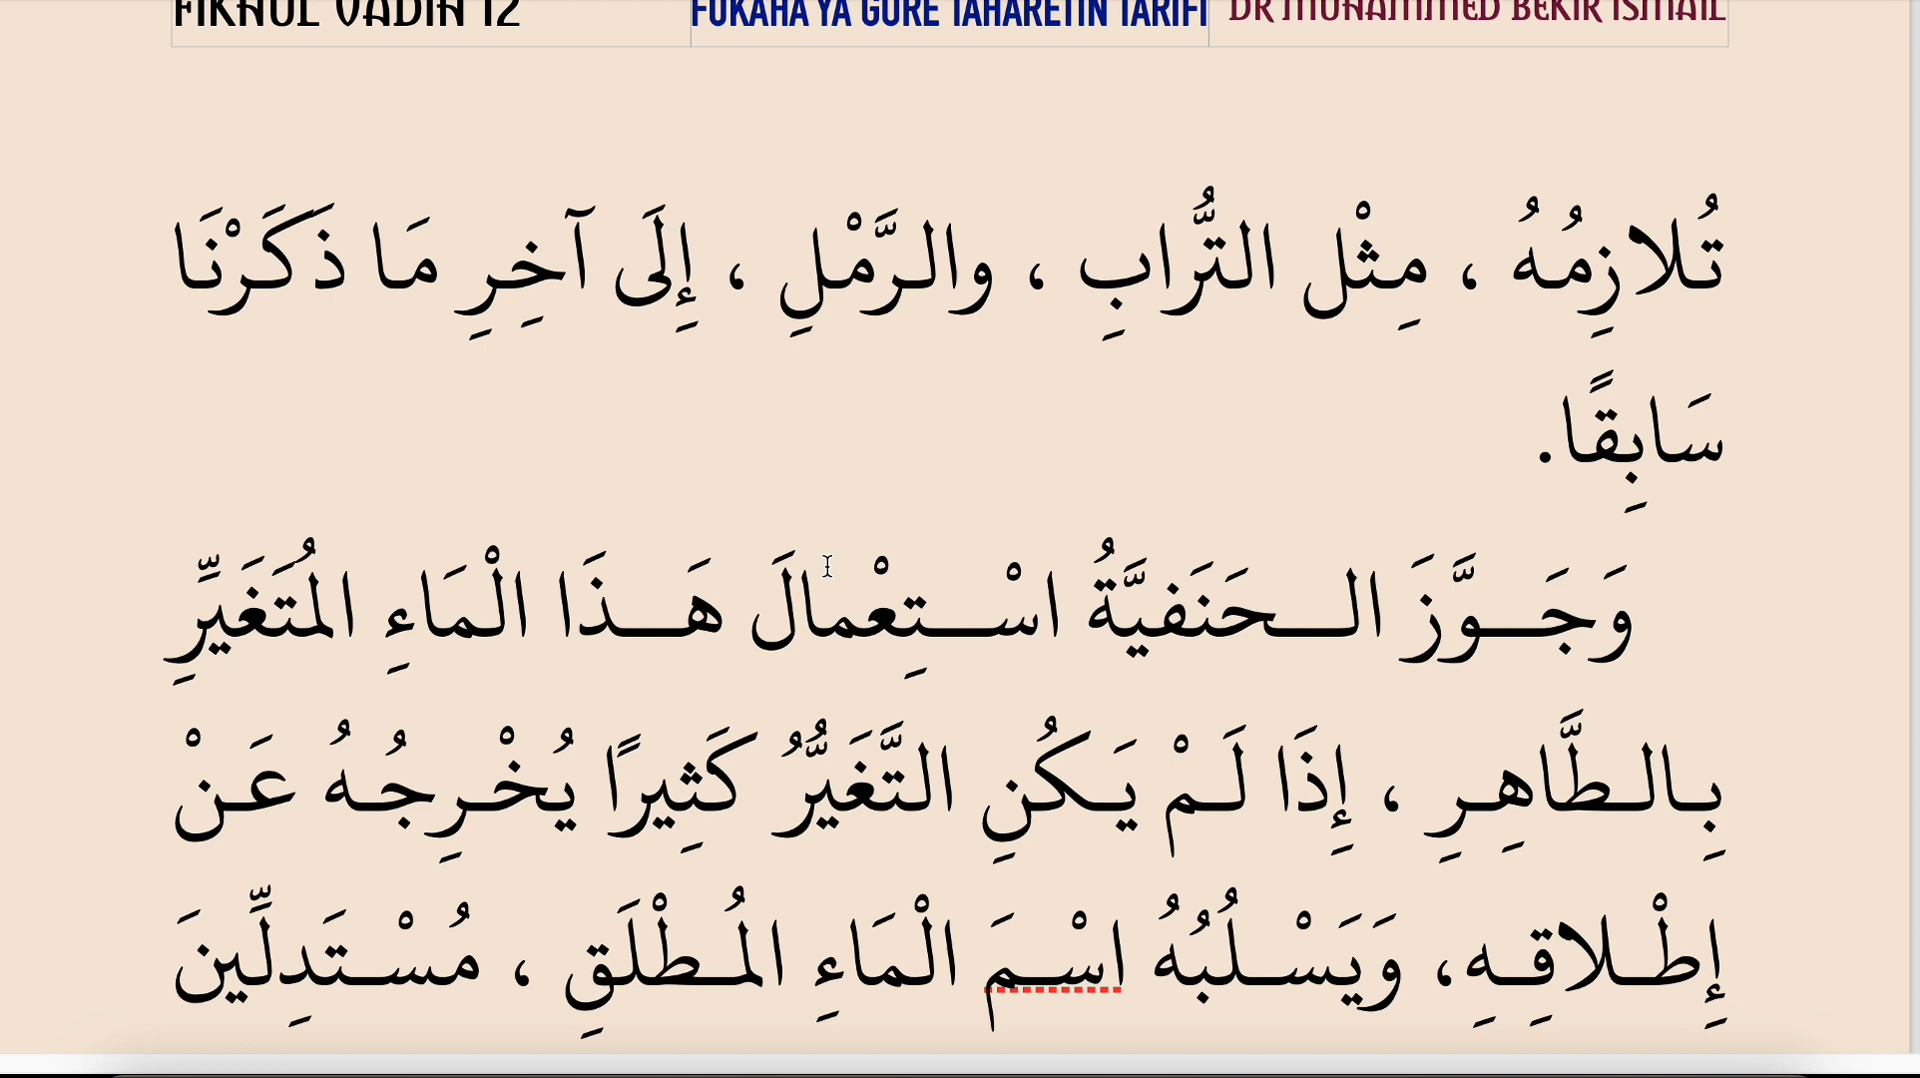 FIKHUL VADIH 12
FUKAHA YA GÖRE TAHARETİN TARİFİ
DR MUHAMMED BEKİR İSMAİL
تُلازِمُهُ ، مِثْل التُّرابِ ، والرَّمْلِ ، إِلَى آخِرِ مَا ذَكَرْنَا
سَابِقًا.
وَجَوَّزَ الحَنَفيَّةُ اسْتِعْمالَ هَذَا الْمَاءِ المُتَغَيِّرِ
بِالطَّاهِرِ ، إِذَا لَمْ يَكُنِ التَّغَيُّرُ كَثِيرًا يُخْرِجُهُ عَنْ
إِطْلاقِهِ، وَيَسْلُبُهُ اسْمَ الْمَاءِ المُطْلَقِ ، مُسْتَدِلِّينَ